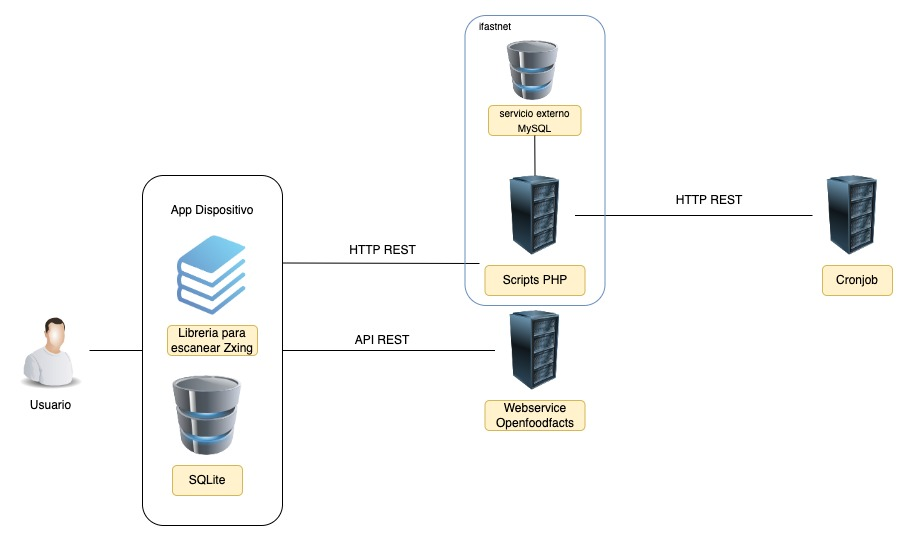 ifastnet
servicio externo
MySQL
HTTP REST
App Dispositivo
HTTP REST
Scripts PHP
Cronjob
Libreria para
escanear Zxing
API REST
Usuario
Webservice
Openfoodfacts
SQLite